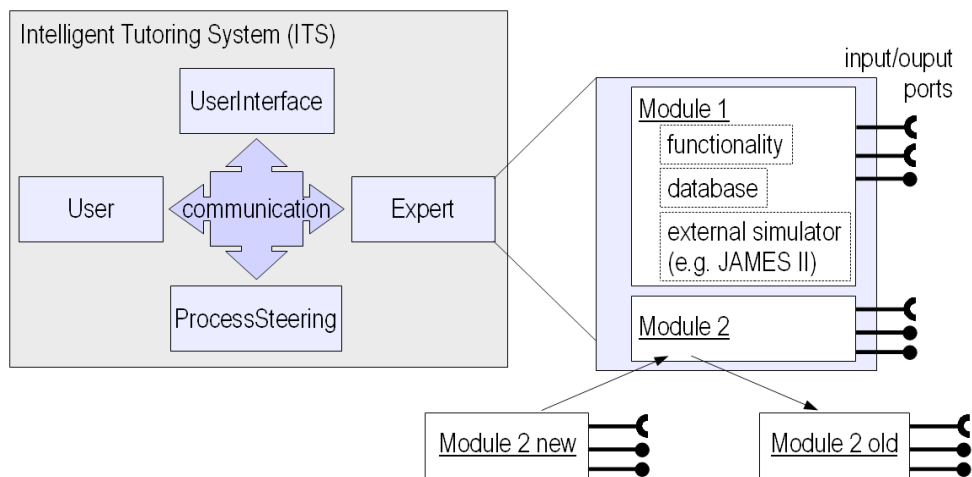 Intelligent Tutoring System (ITS)
UserInterface
User
communication
Expert
ProcessSteering
input/ouput
ports
Module 1
functionality
database
external simulator
(e.g. JAMES II)
Module 2
Module 2 new
Module 2 old